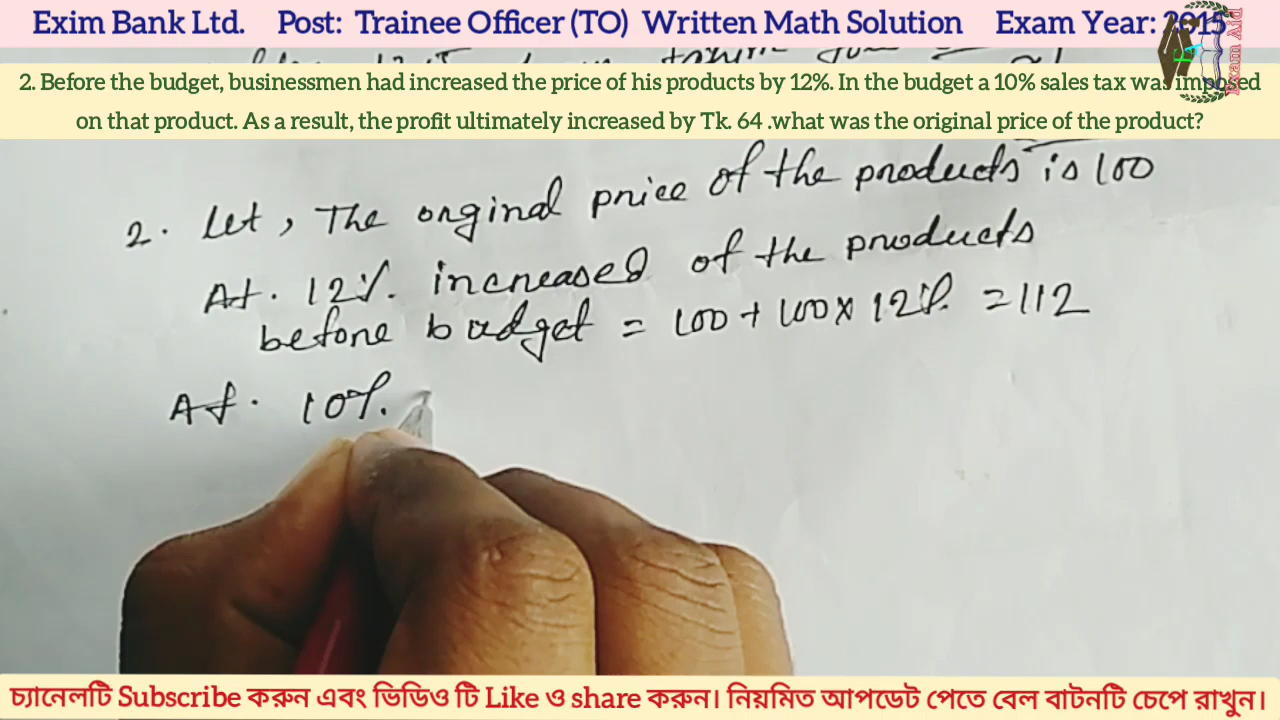 Exim Bank Ltd. Post: Trainee Officer (TO) Written Math Solution Exam Year: 2015
2. Before the budget, businessmen had increased the price of his products by 12%. In the budget a 10% sales tax was imposed
on that product. As a result, the profit ultimately increased by Tk. 64 .what was the original price of the product?
2. Let, The orginal price of the products is 100
At. 12%. increased of the products
before budget = 100 + 100 × 12%. = 112
At. 10%.
চ্যানেলটি Subscribe করুন এবং ভিডিও টি Like ও share করুন। নিয়মিত আপডেট পেতে বেল বাটনটি চেপে রাখুন।
Exam Aid